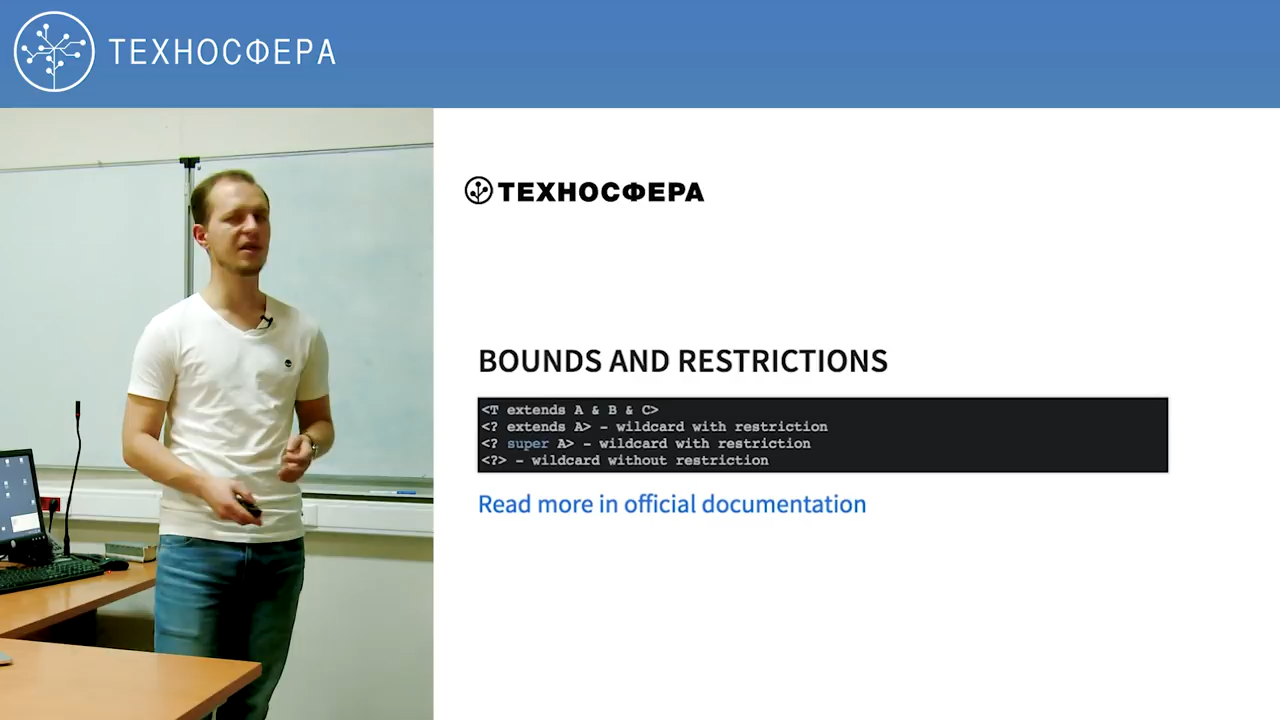 ТЕХНОСФЕРА
ТЕХНОСФЕРА
BOUNDS AND RESTRICTIONS
<T extends A & B & C>
<? extends A> – wildcard with restriction
<? super A> – wildcard with restriction
<?> – wildcard without restriction
Read more in official documentation